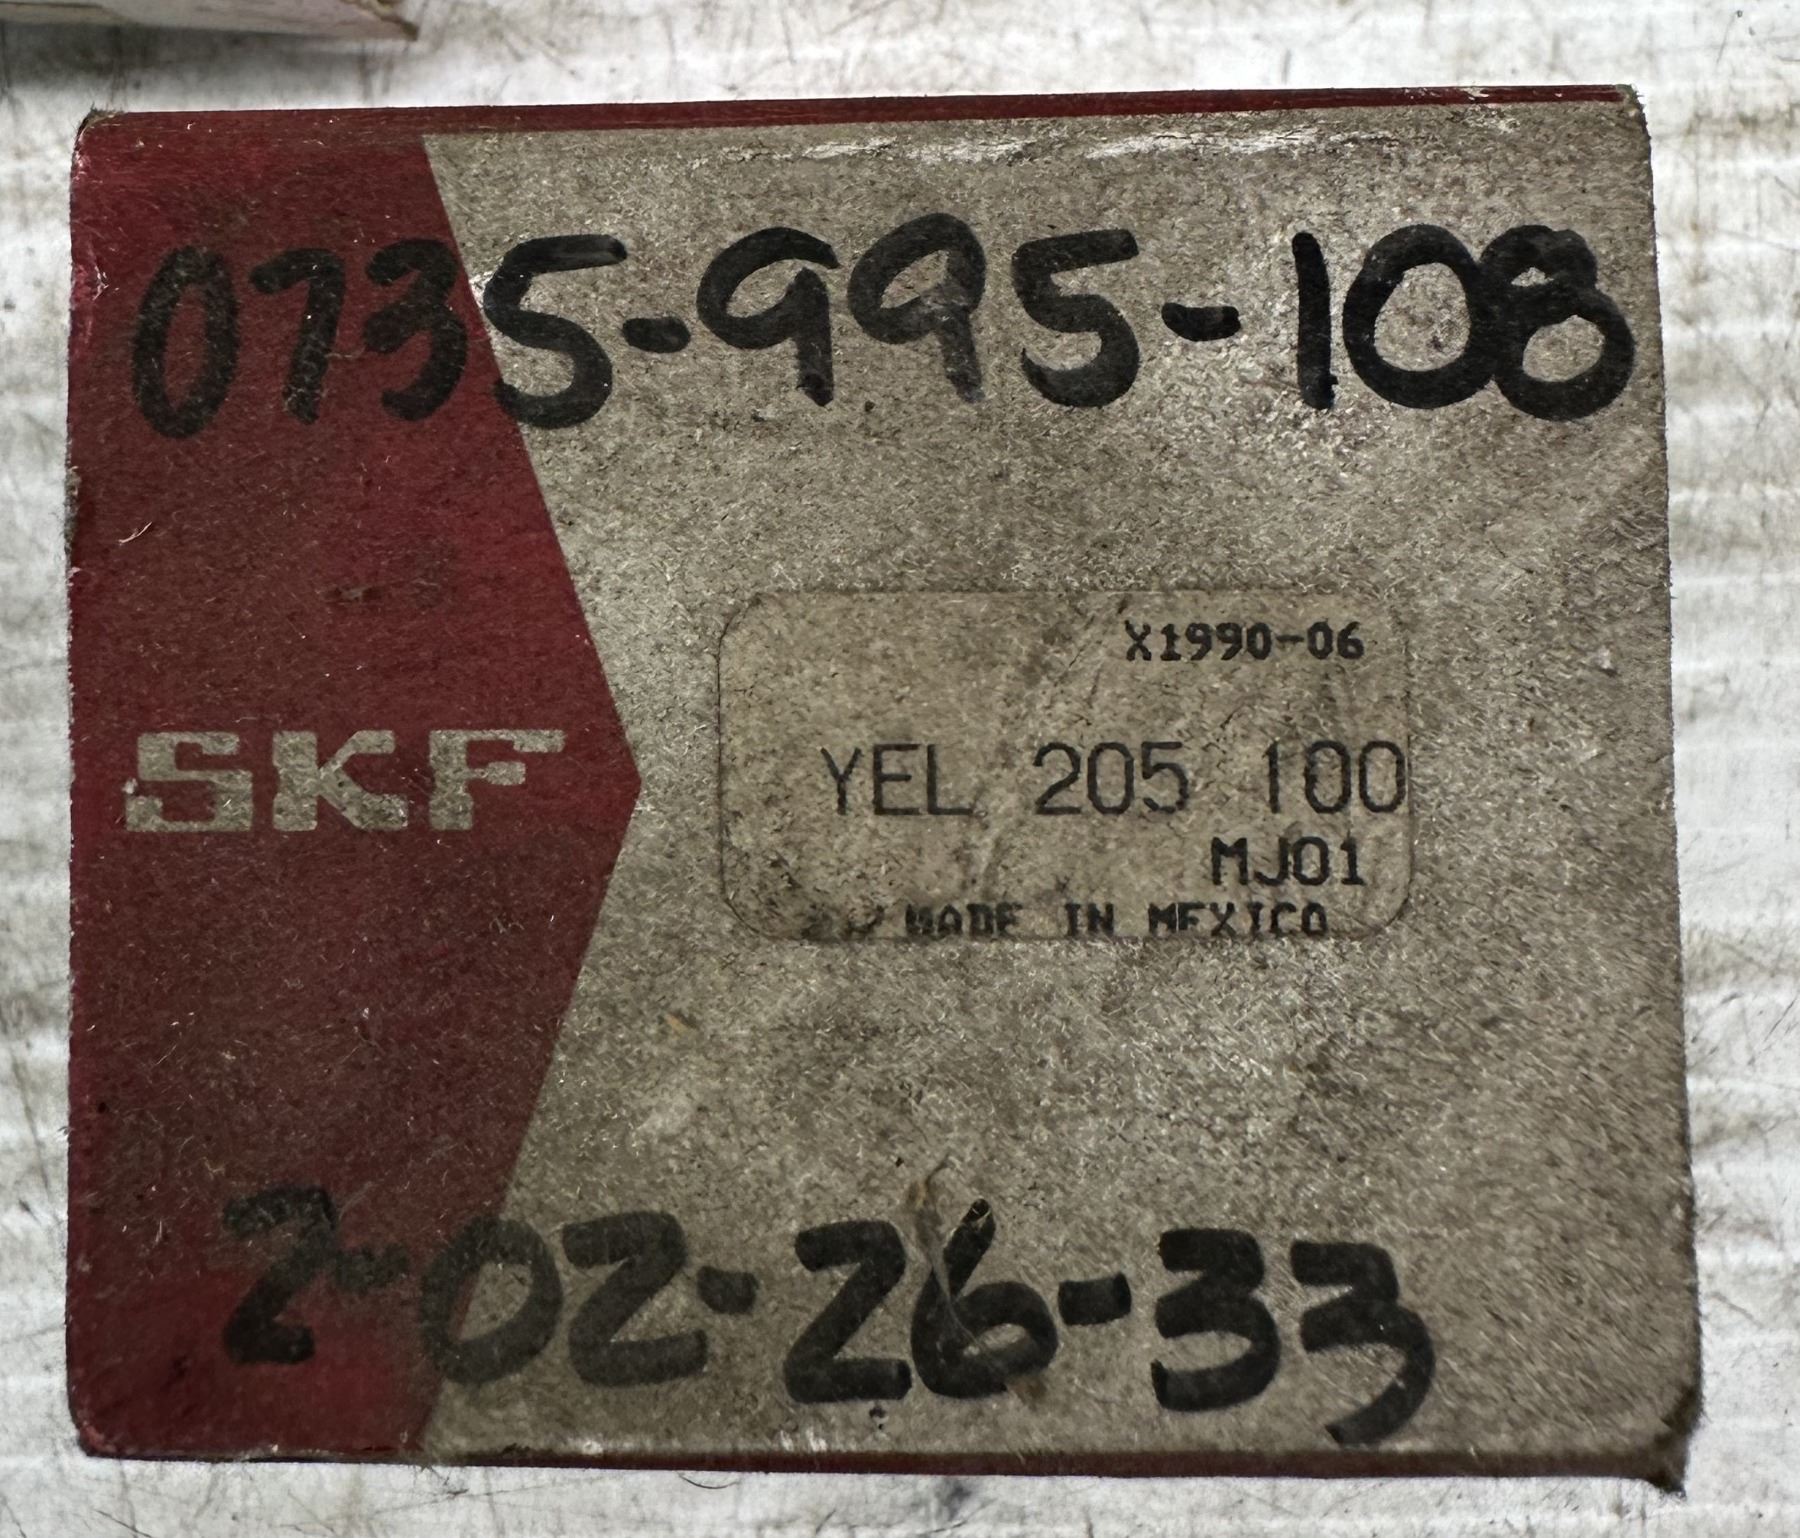 0735-995-108
X1990-06
SKF
YEL 205 100
MJ01
MADE IN MEXICO
2-02-26-33